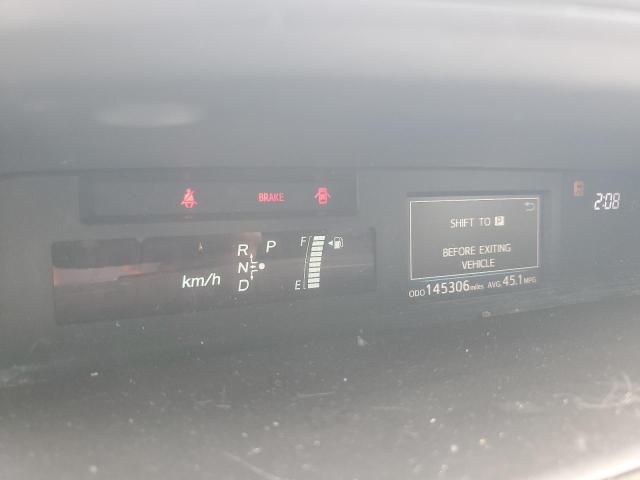 BRAKE
2:08
SHIFT TO P
BEFORE EXITING
VEHICLE
R P
N
D
km/h
F
E
ODO 145306 miles AVG 45.1 MPG